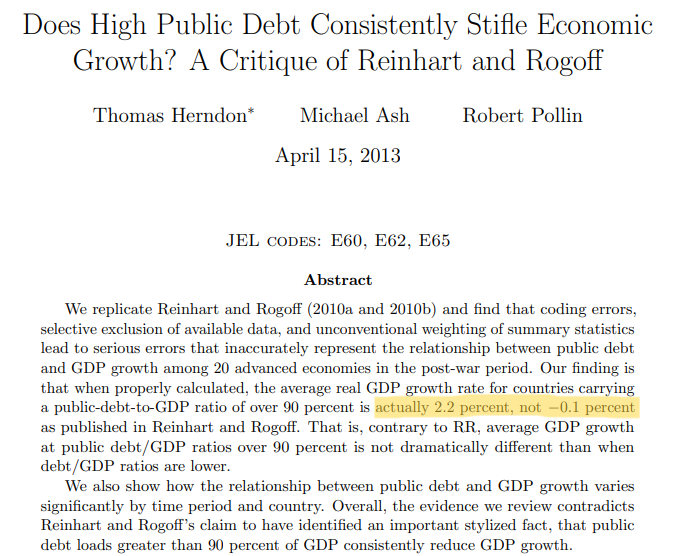 Does High Public Debt Consistently Stifle Economic
Growth? A Critique of Reinhart and Rogoff
Thomas Herndon* Michael Ash Robert Pollin
April 15, 2013
JEL CODES: E60, E62, E65
Abstract
We replicate Reinhart and Rogoff (2010a and 2010b) and find that coding errors,
selective exclusion of available data, and unconventional weighting of summary statistics
lead to serious errors that inaccurately represent the relationship between public debt
and GDP growth among 20 advanced economies in the post-war period. Our finding
is that when properly calculated, the average real GDP growth rate for countries carrying
a public-debt-to-GDP ratio of over 90 percent is actually 2.2 percent, not −0.1 percent
as published in Reinhart and Rogoff. That is, contrary to RR, average GDP growth
at public debt/GDP ratios over 90 percent is not dramatically different than when
debt/GDP ratios are lower.
We also show how the relationship between public debt and GDP growth varies
significantly by time period and country. Overall, the evidence we review contradicts
Reinhart and Rogoff's claim to have identified an important stylized fact, that public
debt loads greater than 90 percent of GDP consistently reduce GDP growth.